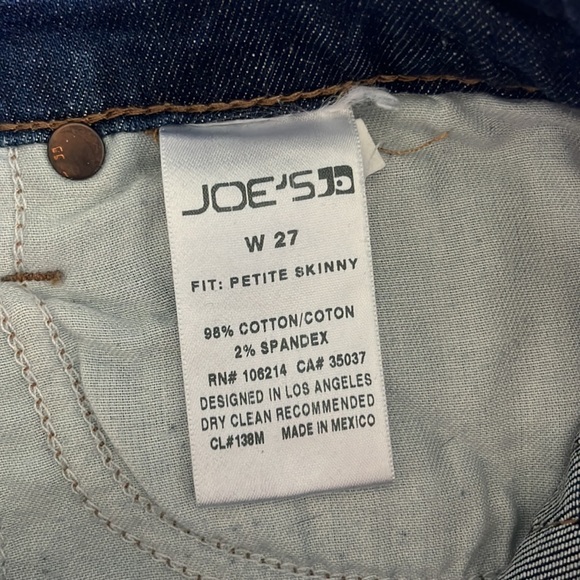 JOE'S
W 27
FIT: PETITE SKINNY
98% COTTON/COTON
2% SPANDEX
RN# 106214 CA# 35037
DESIGNED IN LOS ANGELES
DRY CLEAN RECOMMENDED
CL#138M MADE IN MEXICO